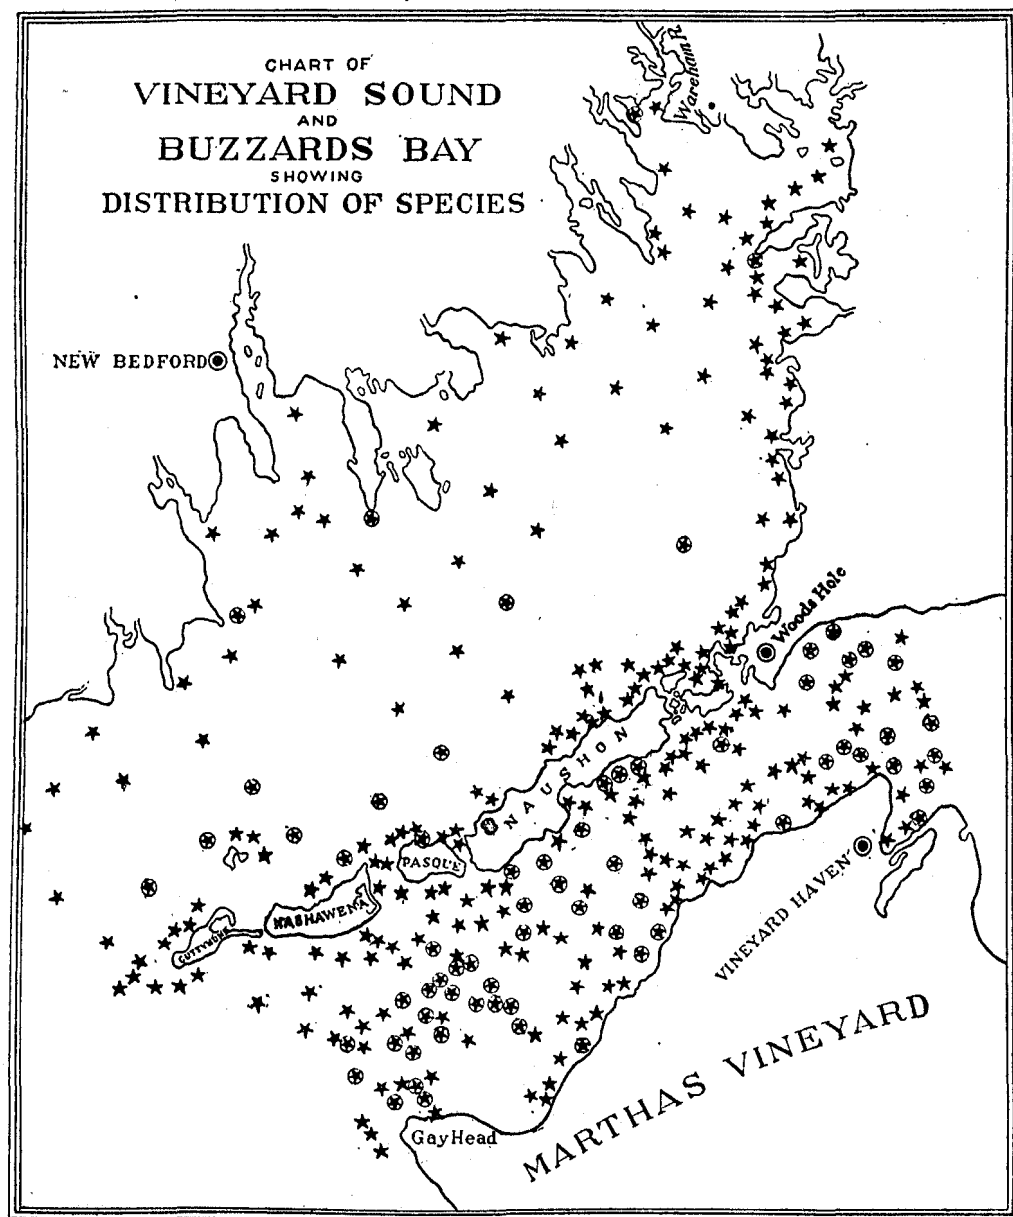 CHART OF
VINEYARD SOUND
AND
BUZZARDS BAY
SHOWING
DISTRIBUTION OF SPECIES
Wareham R.
NEW BEDFORD
Woods Hole
NAUSHON
PASQUE
NASHAWENA
CUTTYHUNK
VINEYARD HAVEN
MARTHAS VINEYARD
Gay Head